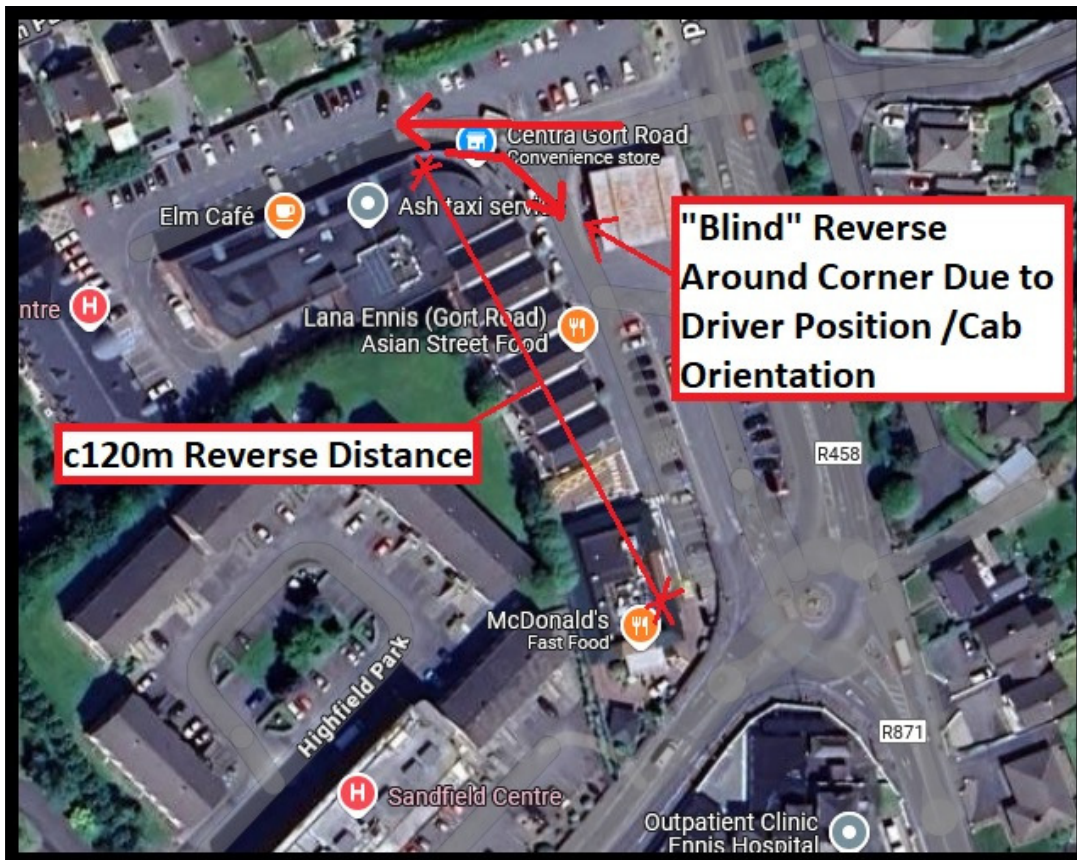 Centra Gort Road
Convenience store
Elm Café
Ash taxi servi
"Blind" Reverse
Around Corner Due to
Driver Position /Cab
Orientation
ntre
H
Lana Ennis (Gort Road)
Asian Street Food
c120m Reverse Distance
R458
McDonald's
Fast Food
Highfield Park
R871
H
Sandfield Centre
Outpatient Clinic
Ennis Hospital